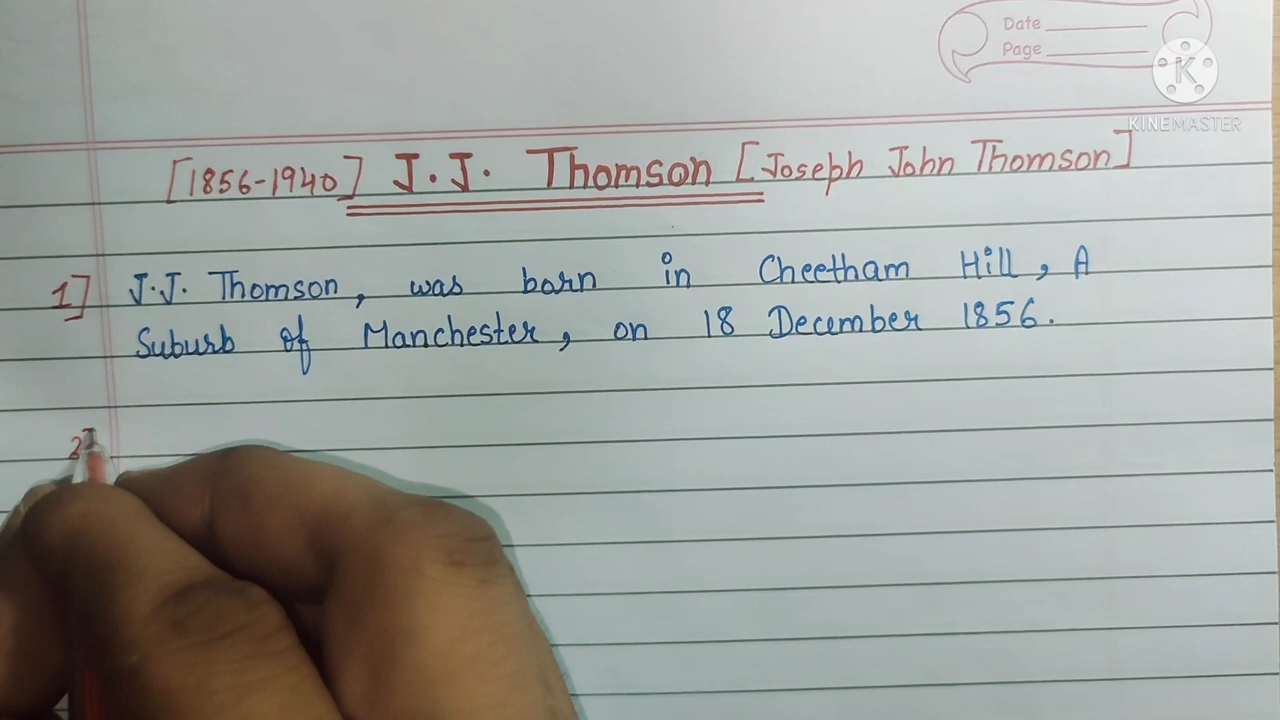 Date
Page
KINEMASTER
[1856-1940] J.J. Thomson [Joseph John Thomson]
1] J.J. Thomson, was born in Cheetham Hill, A
Suburb of Manchester, on 18 December 1856.
2